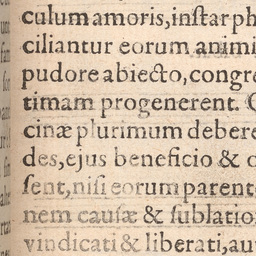 culum amoris, inſtar ph
ciliantur eorum animi
pudore abiecto, congre
timam progenerent.
cinæ plurimum debere
des, ejus beneficio &
ſent, niſi eorum parent
nem cauſæ & ſublatio
vindicati & liberati, au